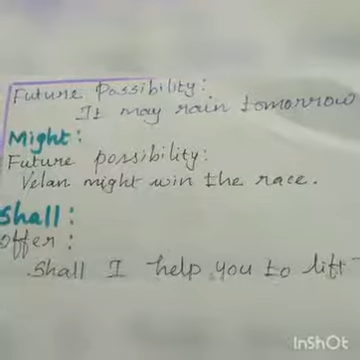 Future Possibility:
It may rain tomorrow
Might:
Future possibility:
Velan might win the race.
Shall:
Offer:
Shall I help you to lift
InShOt